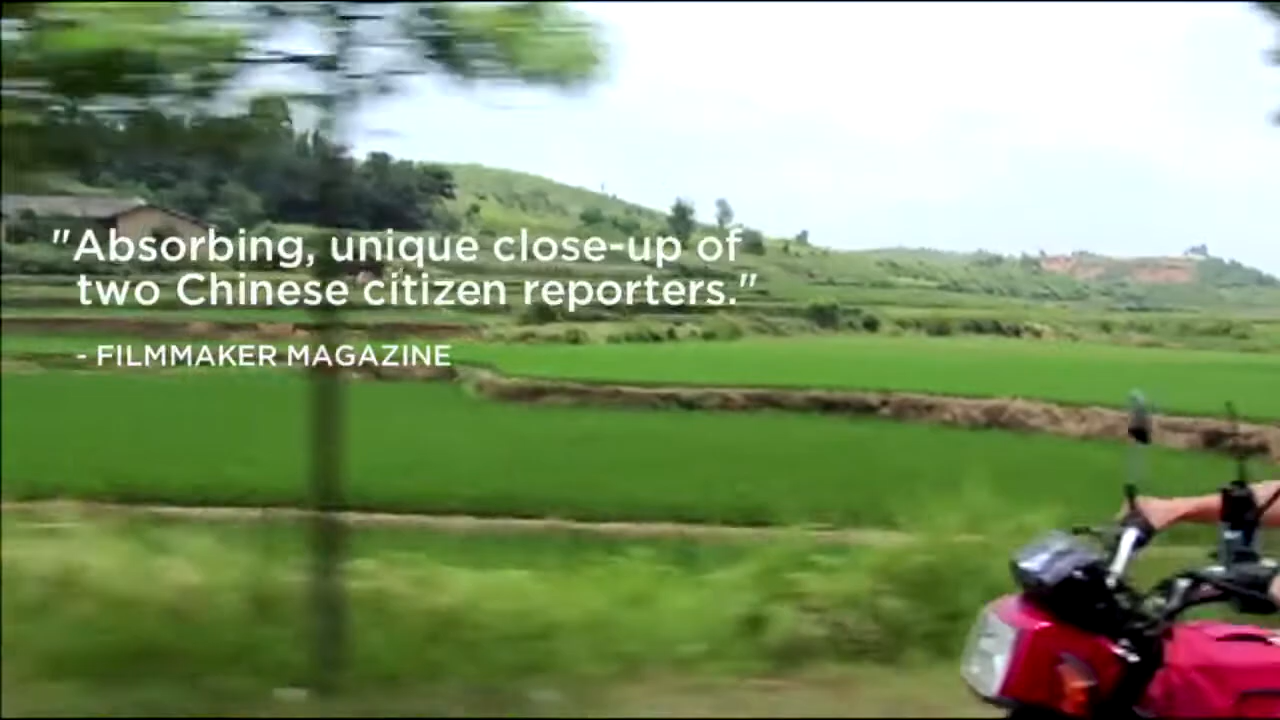 "Absorbing, unique close-up of
two Chinese citizen reporters."
- FILMMAKER MAGAZINE